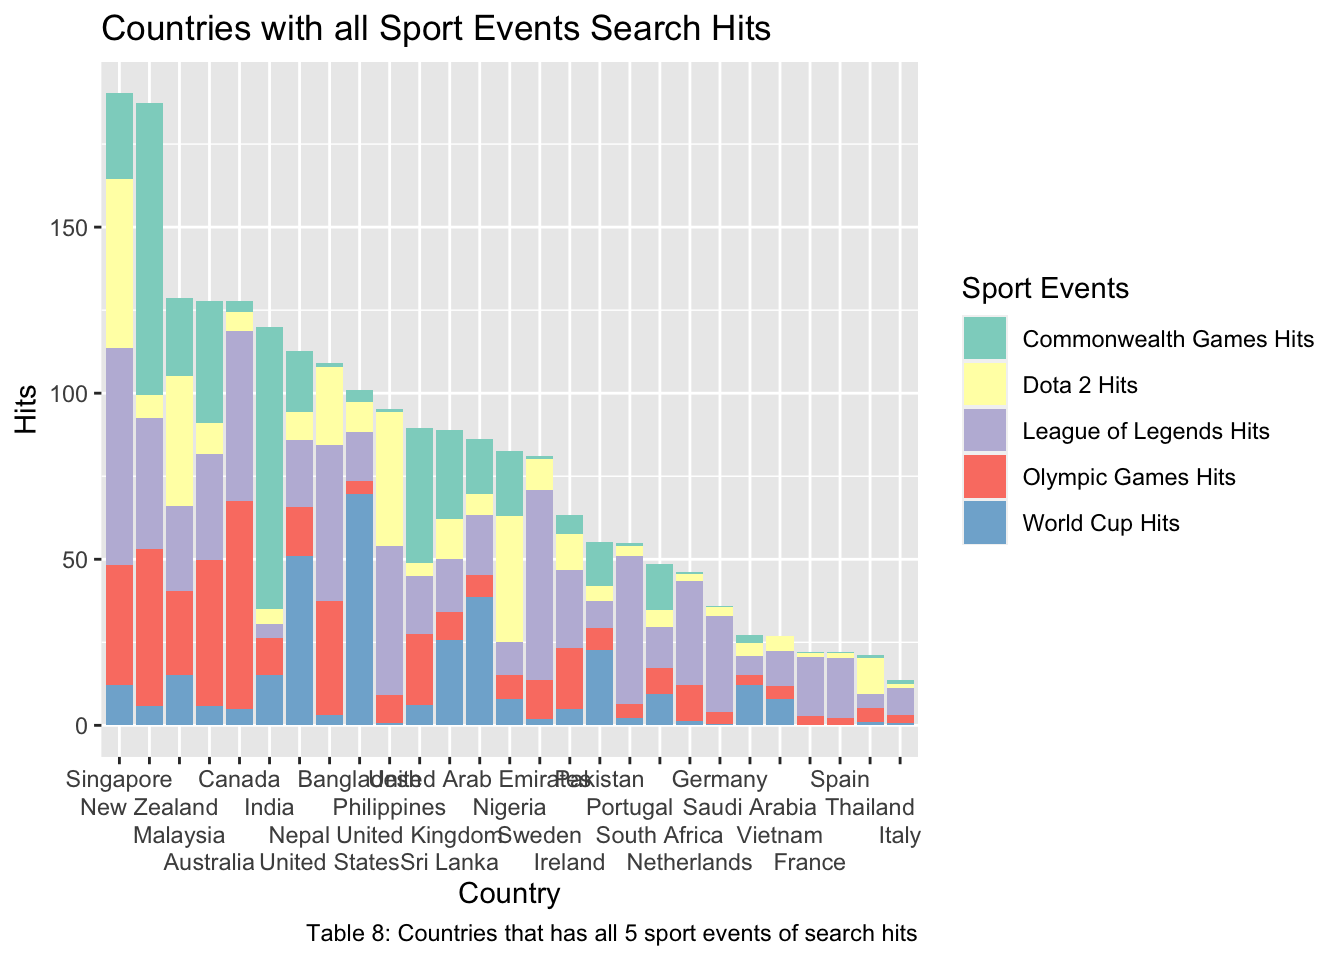 Countries with all Sport Events Search Hits
150
100
50
0
Hits
Sport Events
Commonwealth Games Hits
Dota 2 Hits
League of Legends Hits
Olympic Games Hits
World Cup Hits
Singapore Canada Bangladesh United Arab Emirates Pakistan Germany Spain
New Zealand India Philippines Nigeria Portugal Saudi Arabia Thailand
Malaysia Nepal United Kingdom Sweden South Africa Vietnam Italy
Australia United States Sri Lanka Ireland Netherlands France
Country
Table 8: Countries that has all 5 sport events of search hits